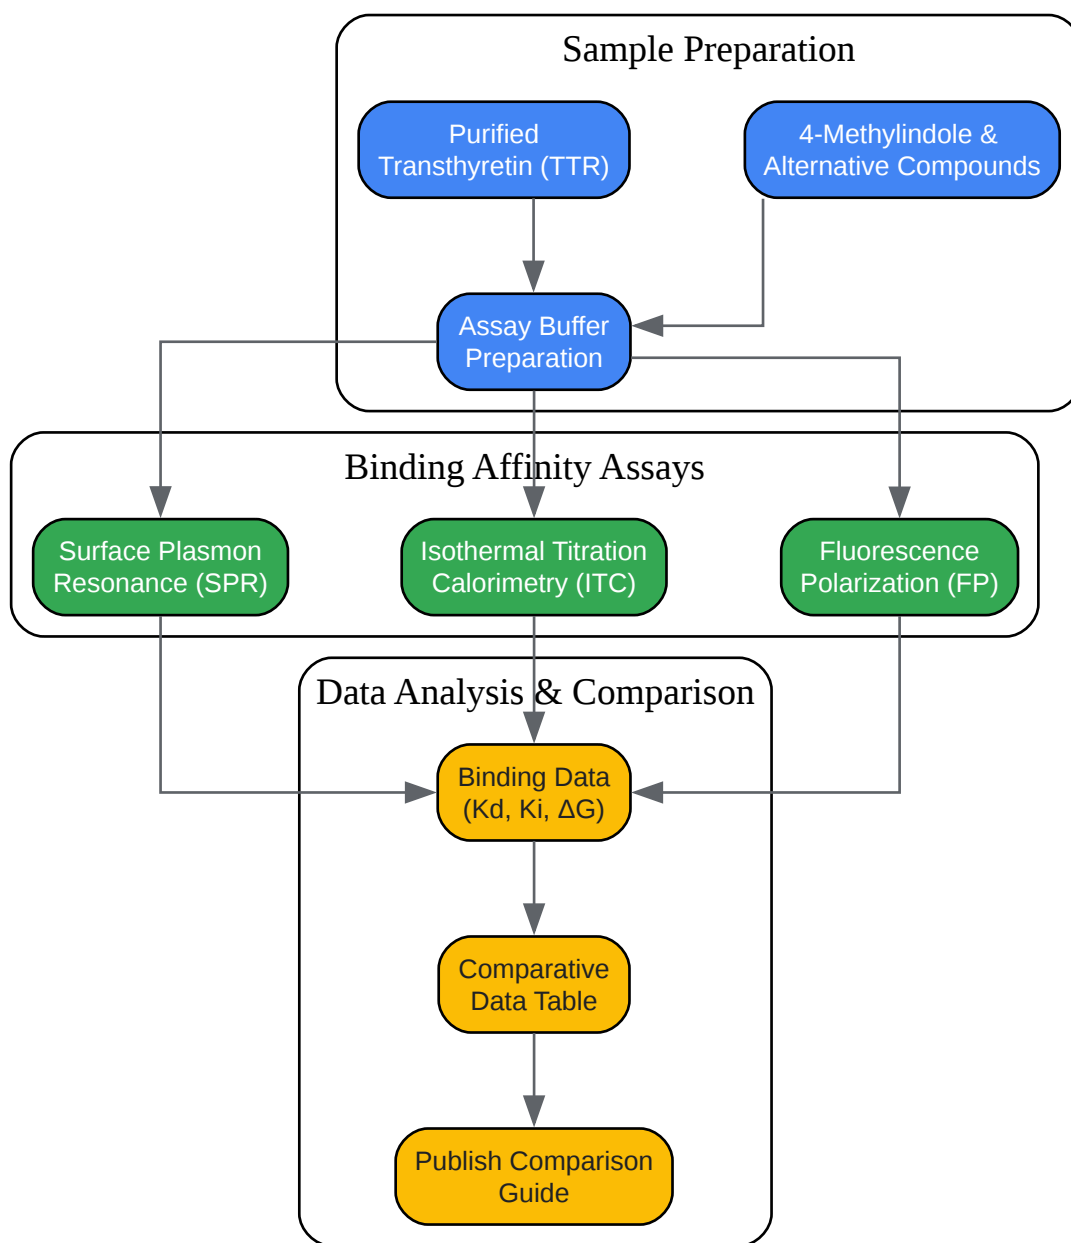 Sample Preparation
Purified
Transthyretin (TTR)
4-Methylindole &
Alternative Compounds
Assay Buffer
Preparation
Binding Affinity Assays
Surface Plasmon
Resonance (SPR)
Isothermal Titration
Calorimetry (ITC)
Fluorescence
Polarization (FP)
Data Analysis & Comparison
Binding Data
(Kd, Ki, ΔG)
Comparative
Data Table
Publish Comparison
Guide